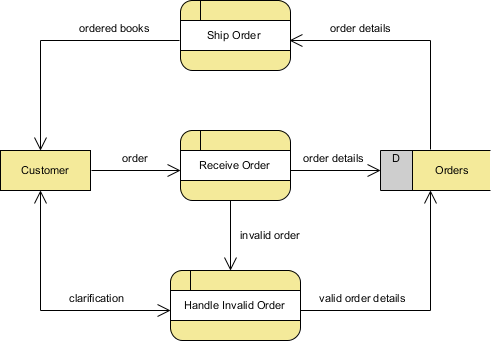 ordered books
Ship Order
order details
Customer
order
Receive Order
order details
D
Orders
invalid order
clarification
Handle Invalid Order
valid order details